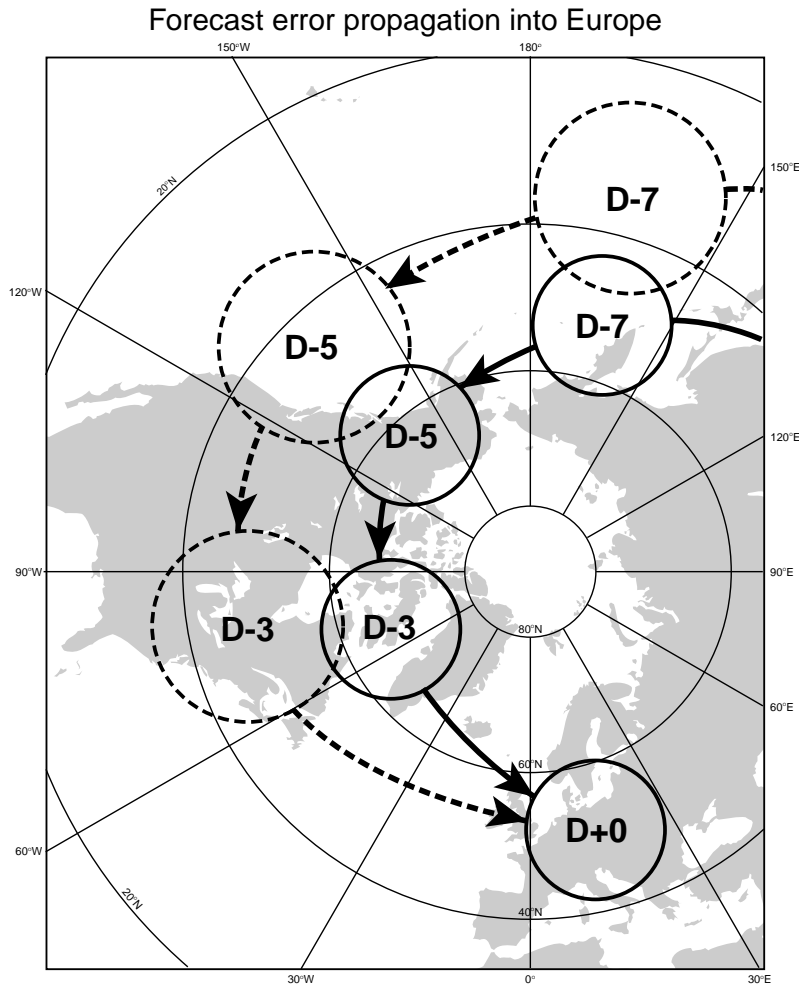 Forecast error propagation into Europe
150°W
180°
150°E
20°N
D-7
120°W
D-7
D-5
D-5
120°E
90°W
90°E
D-3
D-3
80°N
60°E
60°N
D+0
60°W
20°N
40°N
30°W
0°
30°E